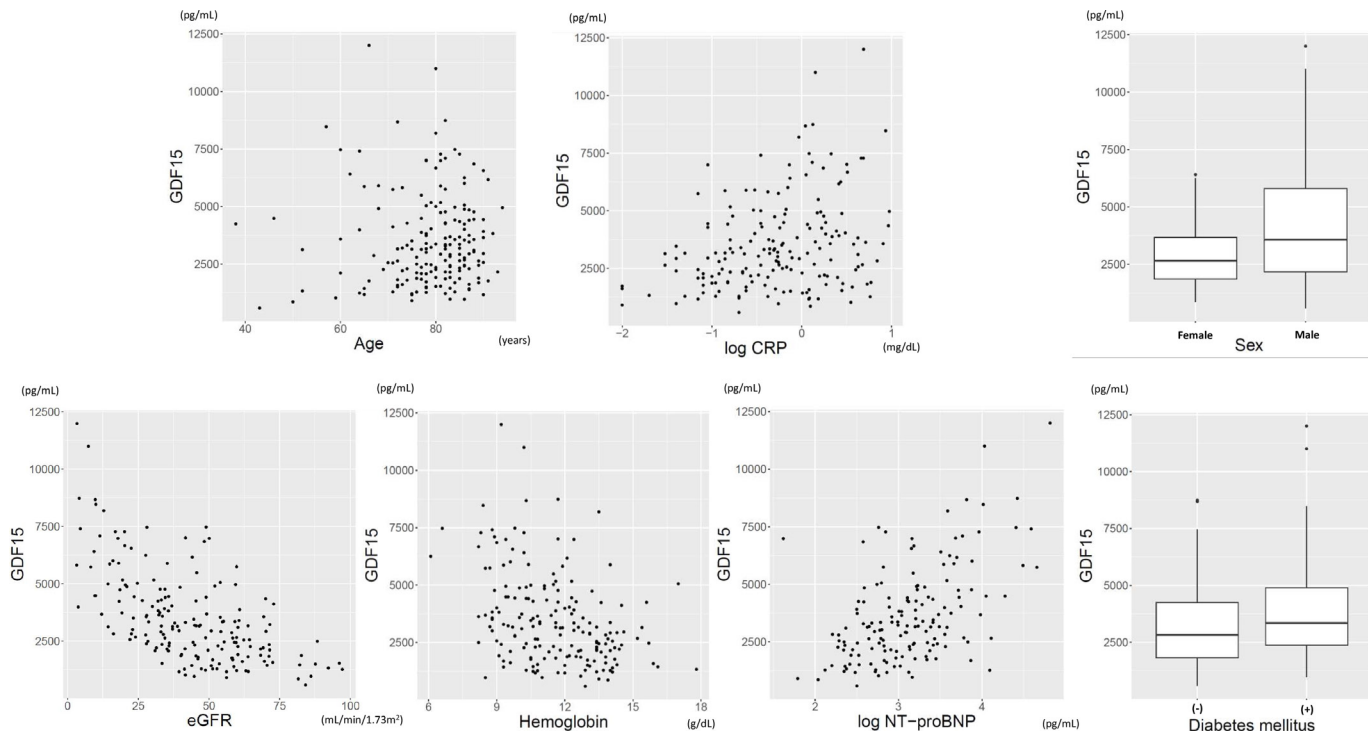 (pg/mL)
12500
10000
7500
5000
2500
GDF15
40
60
80
Age
(years)
(pg/mL)
12500
10000
7500
5000
2500
0
GDF15
-2
-1
0
1
log CRP
(mg/dL)
(pg/mL)
12500
10000
7500
5000
2500
GDF15
Female
Male
Sex
(pg/mL)
12500
10000
7500
5000
2500
GDF15
0
25
50
75
100
eGFR
(mL/min/1.73m²)
(pg/mL)
12500
10000
7500
5000
2500
0
GDF15
6
9
12
15
18
Hemoglobin
(g/dL)
(pg/mL)
12500
10000
7500
5000
2500
0
GDF15
2
3
4
log NT-proBNP
(pg/mL)
(pg/mL)
12500
10000
7500
5000
2500
GDF15
(-)
(+)
Diabetes mellitus